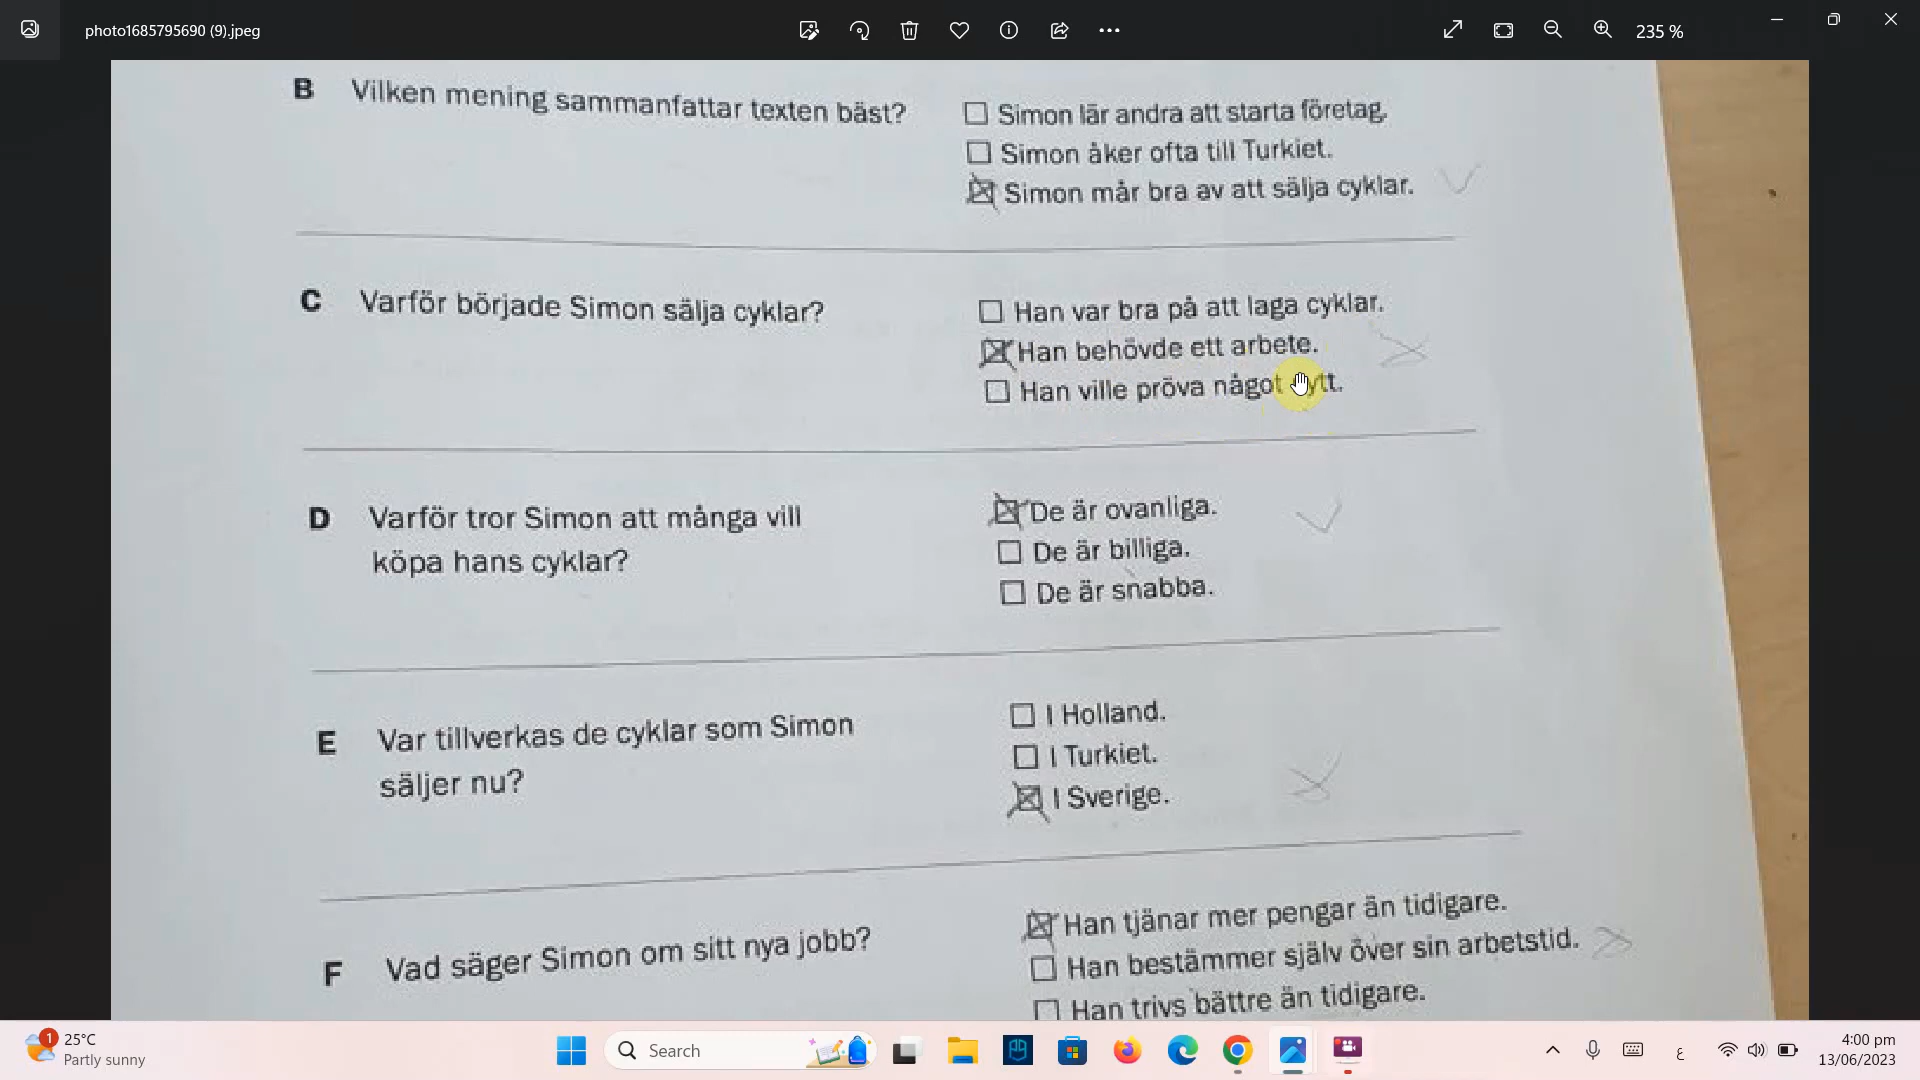 photo1685795690 (9).jpeg
235 %
B Vilken mening sammanfattar texten bäst?
Simon lär andra att starta företag.
Simon åker ofta till Turkiet.
Simon mår bra av att sälja cyklar.
C Varför började Simon sälja cyklar?
Han var bra på att laga cyklar.
Han behövde ett arbete.
Han ville pröva något
D Varför tror Simon att många vill
köpa hans cyklar?
De är ovanliga.
De är billiga.
De är snabba.
E Var tillverkas de cyklar som Simon
säljer nu?
I Holland.
I Turkiet.
I Sverige.
F Vad säger Simon om sitt nya jobb?
Han tjänar mer pengar än tidigare.
Han bestämmer själv över sin arbetstid.
Han trivs bättre än tidigare.
1
25°C
Partly sunny
Search
ع
4:00 pm
13/06/2023